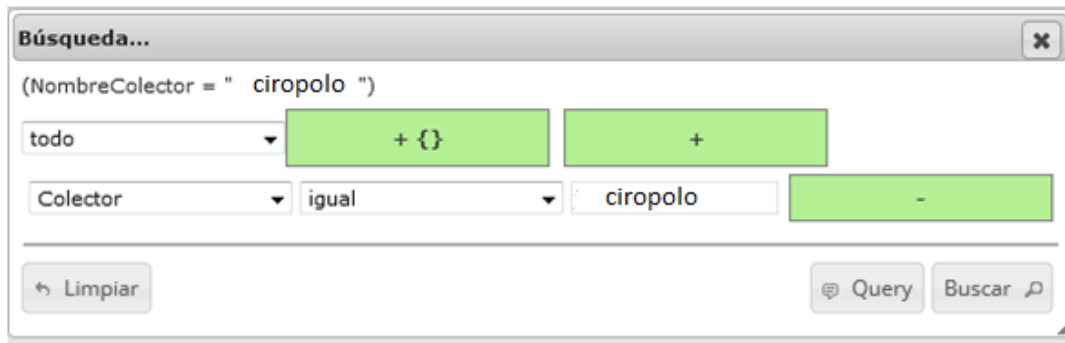 Búsqueda...
(NombreColector = " ciropolo ")
todo + {} +
Colector igual ciropolo -
Limpiar Query Buscar